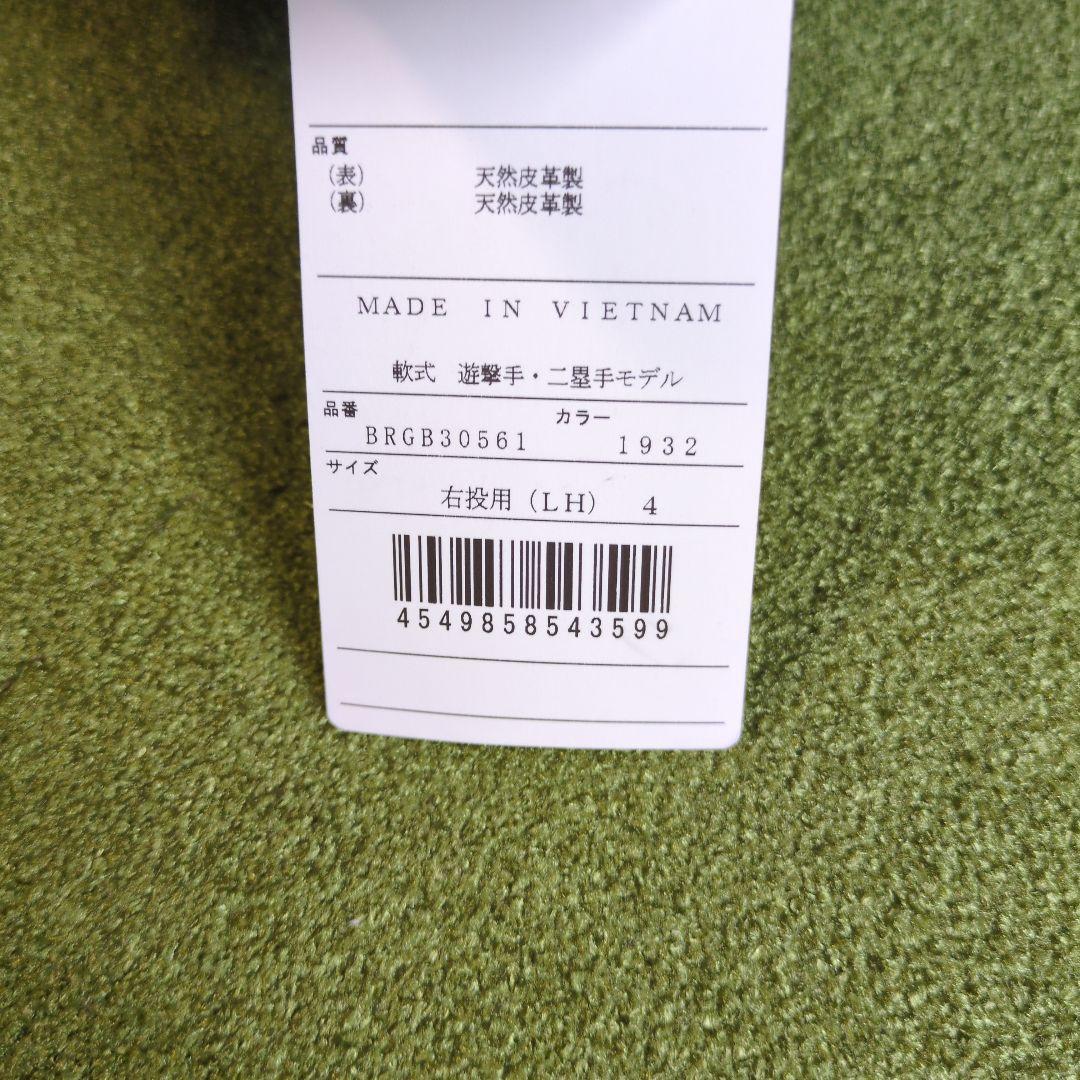 品質
(表) 天然皮革製
(裏) 天然皮革製
MADE IN VIETNAM
軟式 遊撃手・二塁手モデル
品番 カラー
BRGB30561 1932
サイズ
右投用(LH) 4
4549858543599